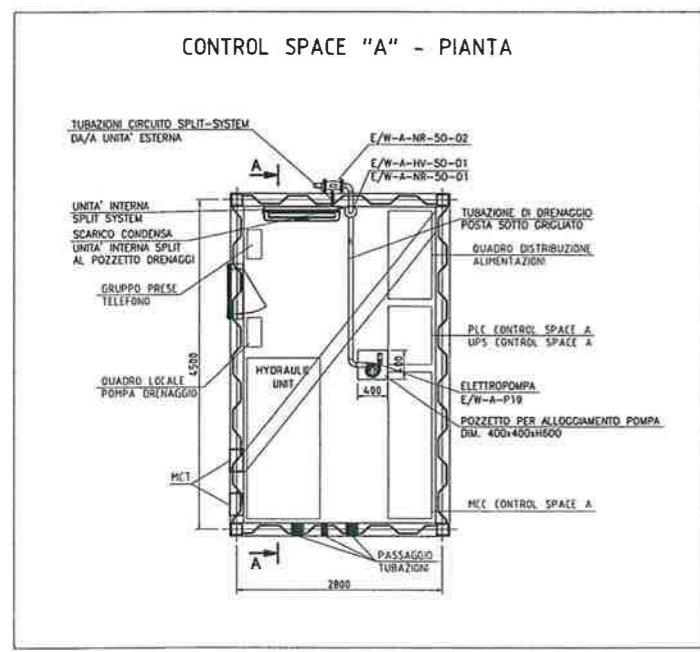 CONTROL SPACE "A" - PIANTA
TUBAZIONI CIRCUITO SPLIT-SYSTEM
DA/A UNITA' ESTERNA
A
E/W-A-NR-50-02
E/W-A-HV-50-01
E/W-A-NR-50-01
UNITA' INTERNA
SPLIT SYSTEM
SCARICO CONDENSA
UNITA' INTERNA SPLIT
AL POZZETTO DRENAGGI
TUBAZIONE DI DRENAGGIO
POSTA SOTTO GRIGLIATO
QUADRO DISTRIBUZIONE
ALIMENTAZIONI
GRUPPO PRESE
TELEFONO
PLC CONTROL SPACE A
UPS CONTROL SPACE A
4500
QUADRO LOCALE
POMPA DRENAGGIO
HYDRAULIC
UNIT
400
400
ELETTROPOMPA
E/W-A-P19
POZZETTO PER ALLOGGIAMENTO POMPA
DIM. 400x400xH600
MCT
MCC CONTROL SPACE A
A
PASSAGGIO
TUBAZIONI
2800